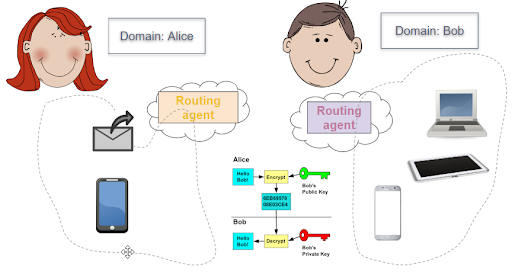 Domain: Alice
Domain: Bob
Routing
agent
Routing
agent
Alice
Hello
Bob!
Encrypt
Bob's
Public Key
6EB69570
08E03CE4
Bob
Hello
Bob!
Decrypt
Bob's
Private Key